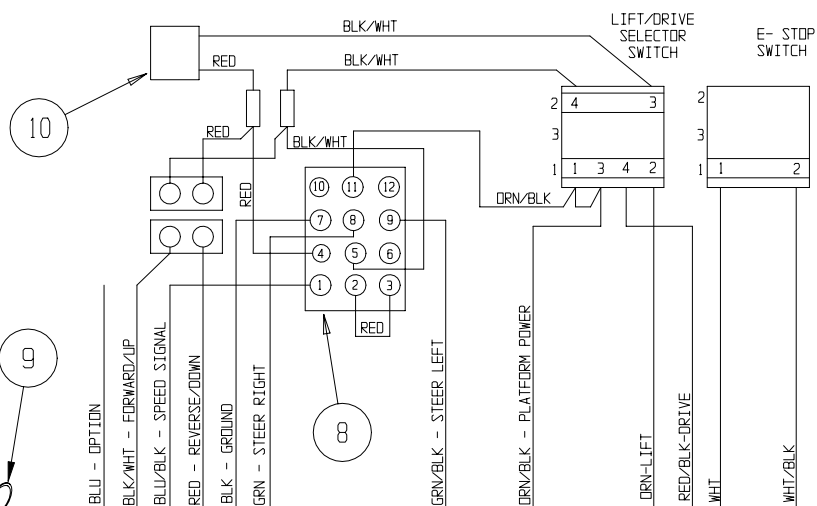 LIFT/DRIVE
SELECTOR
SWITCH
E- STOP
SWITCH
BLK/WHT
RED
BLK/WHT
10
2
4
3
3
1
1
3
4
2
2
3
1
1
2
RED
BLK/WHT
RED
ORN/BLK
10
11
12
7
8
9
4
5
6
1
2
3
RED
9
8
BLU - OPTION
BLK/WHT - FORWARD/UP
BLU/BLK - SPEED SIGNAL
RED - REVERSE/DOWN
BLK - GROUND
GRN - STEER RIGHT
GRN/BLK - STEER LEFT
ORN/BLK - PLATFORM POWER
ORN-LIFT
RED/BLK-DRIVE
WHT
WHT/BLK